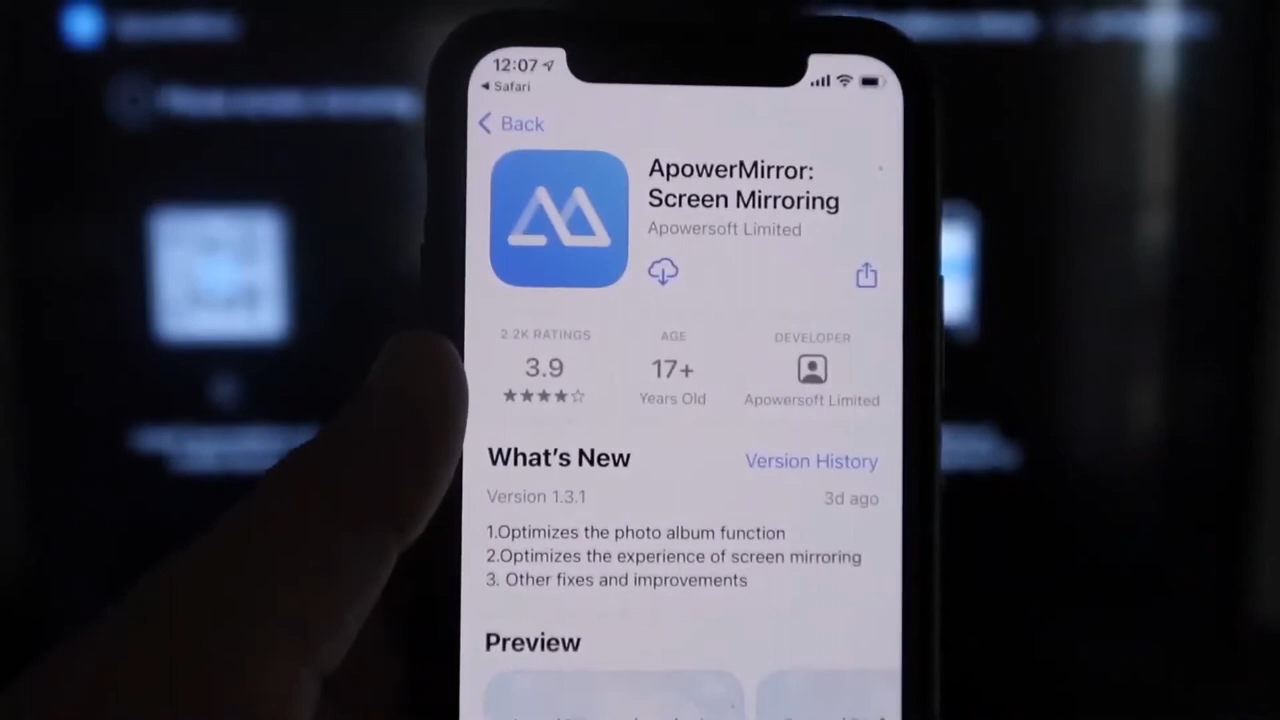 12:07
Safari
Back
ApowerMirror:
Screen Mirroring
Apowersoft Limited
2.2K RATINGS
AGE
DEVELOPER
3.9
17+
Years Old
Apowersoft Limited
What's New
Version History
Version 1.3.1
3d ago
1.Optimizes the photo album function
2.Optimizes the experience of screen mirroring
3. Other fixes and improvements
Preview